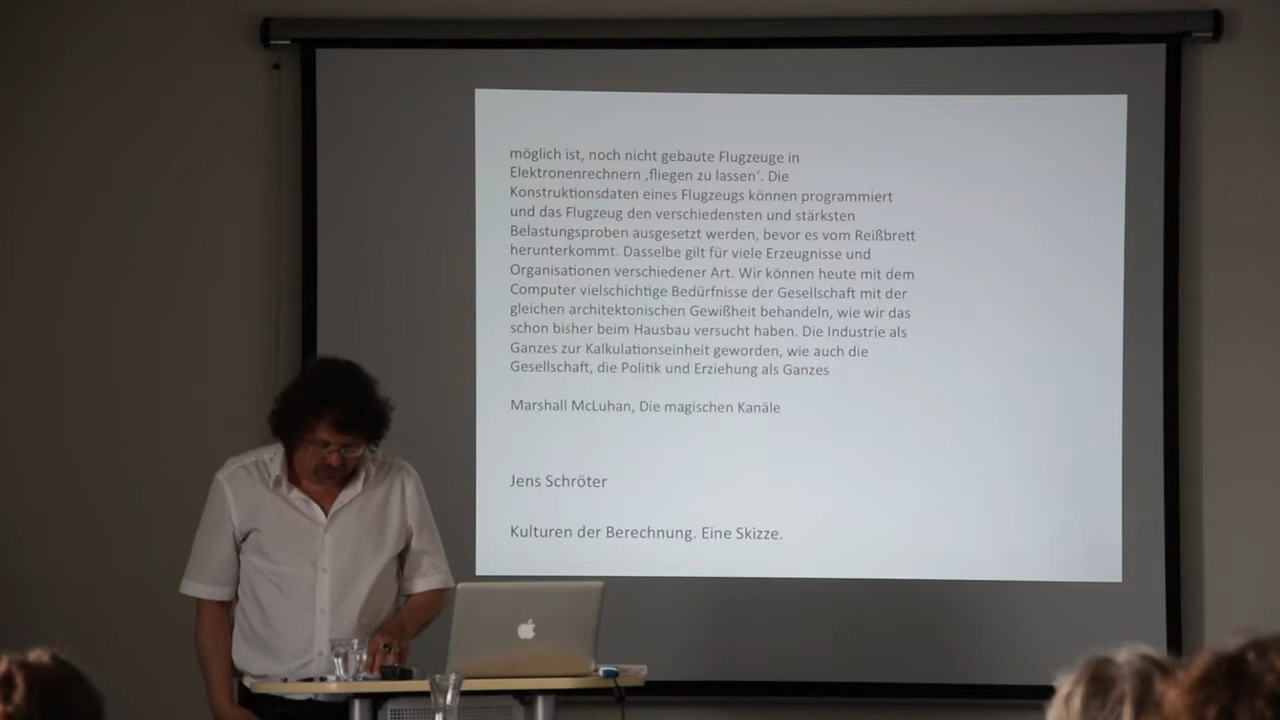 möglich ist, noch nicht gebaute Flugzeuge in
Elektronenrechnern ‚fliegen zu lassen‘. Die
Konstruktionsdaten eines Flugzeugs können programmiert
und das Flugzeug den verschiedensten und stärksten
Belastungsproben ausgesetzt werden, bevor es vom Reißbrett
herunterkommt. Dasselbe gilt für viele Erzeugnisse und
Organisationen verschiedener Art. Wir können heute mit dem
Computer vielschichtige Bedürfnisse der Gesellschaft mit der
gleichen architektonischen Gewißheit behandeln, wie wir das
schon bisher beim Hausbau versucht haben. Die Industrie als
Ganzes zur Kalkulationseinheit geworden, wie auch die
Gesellschaft, die Politik und Erziehung als Ganzes
Marshall McLuhan, Die magischen Kanäle
Jens Schröter
Kulturen der Berechnung. Eine Skizze.